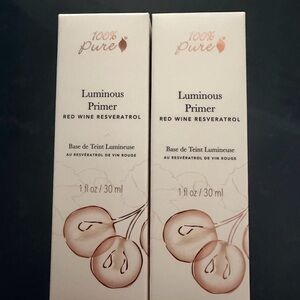 100%
pure
Luminous
Primer
RED WINE RESVERATROL
Base de Teint Lumineuse
AU RESVÉRATROL DE VIN ROUGE
1 fl oz / 30 ml
100%
pure
Luminous
Primer
RED WINE RESVERATROL
Base de Teint Lumineuse
AU RESVÉRATROL DE VIN ROUGE
1 fl oz / 30 ml